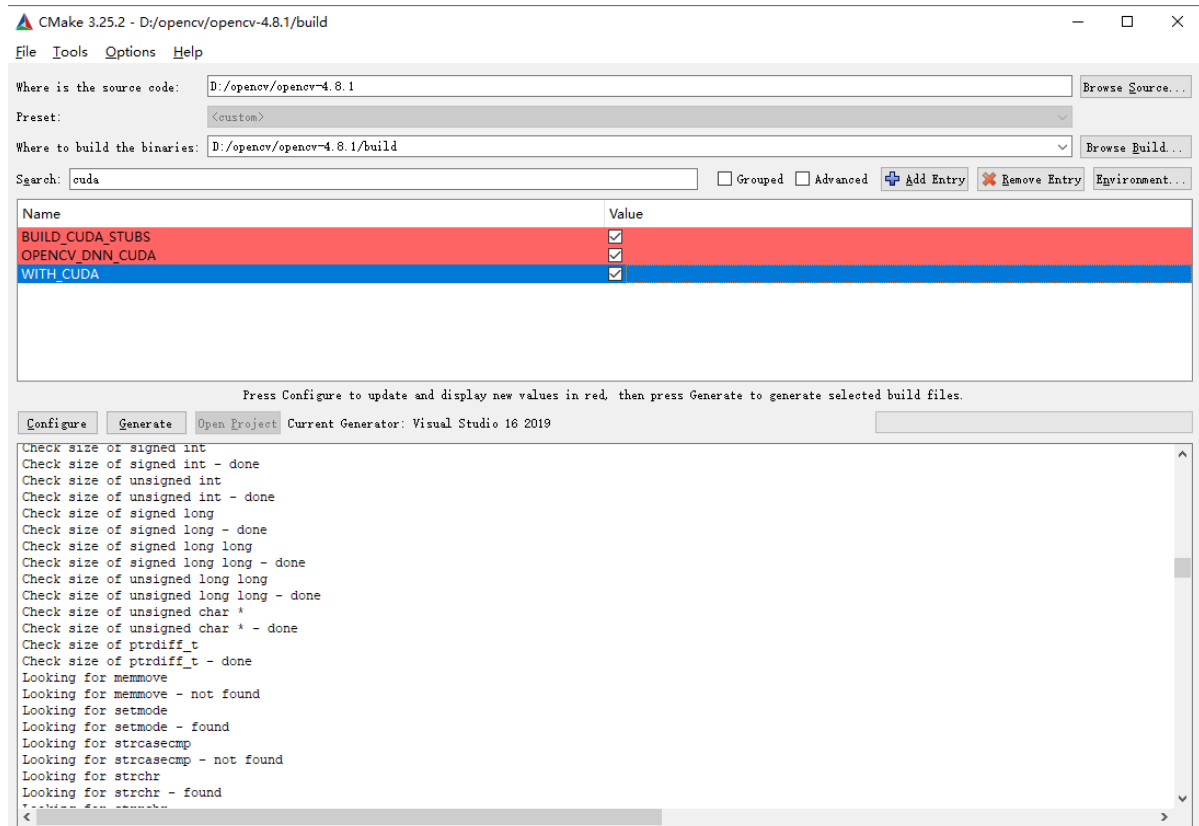 CMake 3.25.2 - D:/opencv/opencv-4.8.1/build
File Tools Options Help
Where is the source code: D:/opencv/opencv-4.8.1 Browse Source...
Preset: <custom>
Where to build the binaries: D:/opencv/opencv-4.8.1/build Browse Build...
Search: cuda Grouped Advanced Add Entry Remove Entry Environment...
Name Value
BUILD_CUDA_STUBS
OPENCV_DNN_CUDA
WITH_CUDA
Press Configure to update and display new values in red, then press Generate to generate selected build files.
Configure Generate Open Project Current Generator: Visual Studio 16 2019
Check size of signed int
Check size of signed int - done
Check size of unsigned int
Check size of unsigned int - done
Check size of signed long
Check size of signed long - done
Check size of signed long long
Check size of signed long long - done
Check size of unsigned long long
Check size of unsigned long long - done
Check size of unsigned char *
Check size of unsigned char * - done
Check size of ptrdiff_t
Check size of ptrdiff_t - done
Looking for memmove
Looking for memmove - not found
Looking for setmode
Looking for setmode - found
Looking for strcasecmp
Looking for strcasecmp - not found
Looking for strchr
Looking for strchr - found